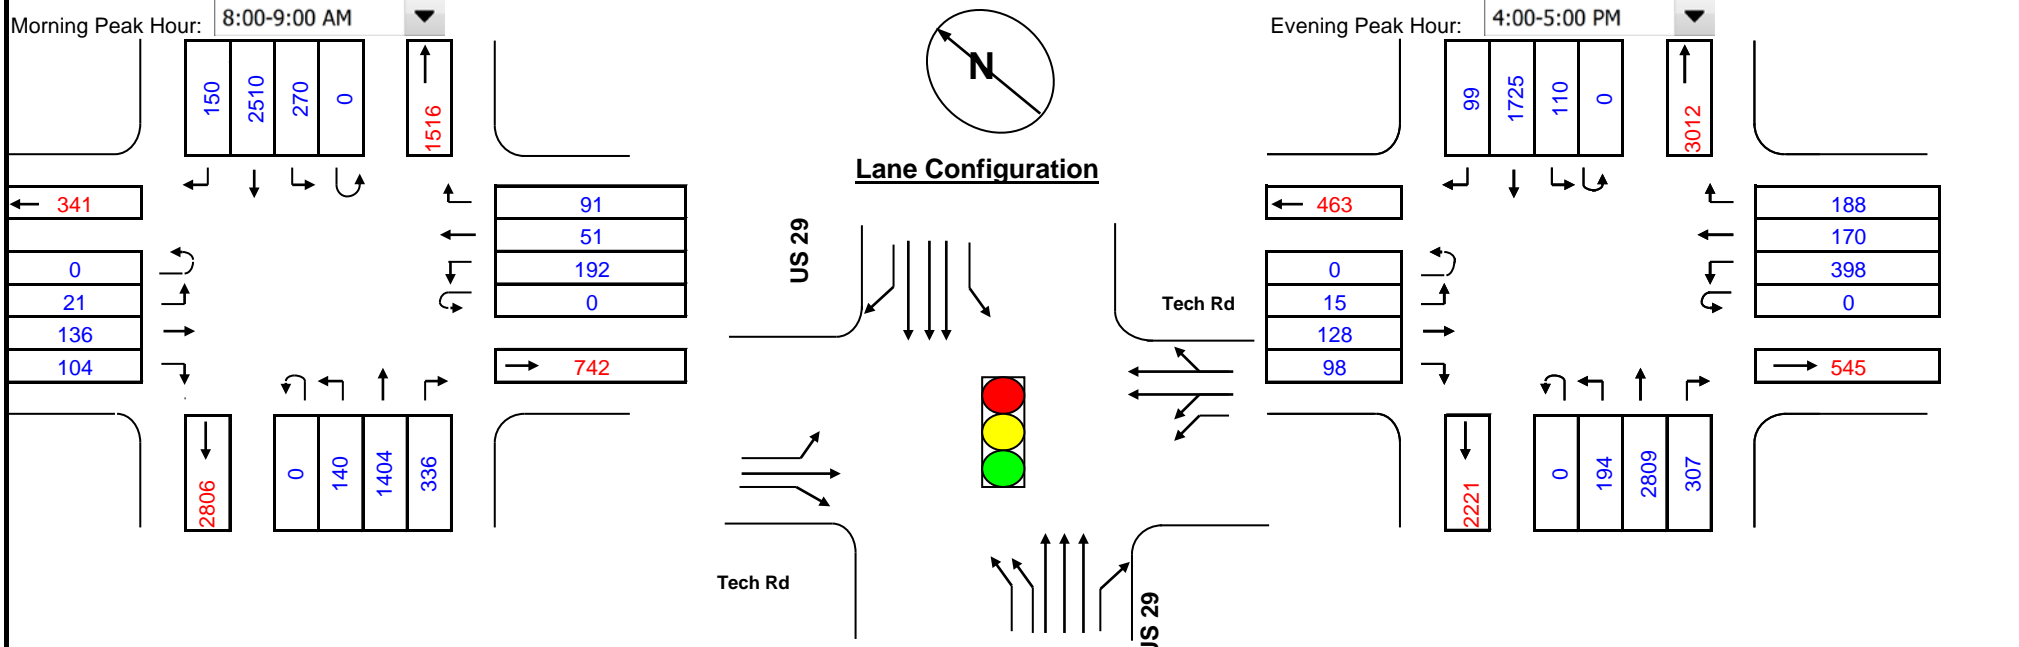 Morning Peak Hour: 8:00-9:00 AM
150 2510 270 0 1516
341
0
21
136
104
91
51
192
0
742
2806
0 140 1404 336
N
Lane Configuration
US 29
Tech Rd
Tech Rd
US 29
Evening Peak Hour: 4:00-5:00 PM
99 1725 110 0 3012
463
0
15
128
98
188
170
398
0
545
2221
0 194 2809 307